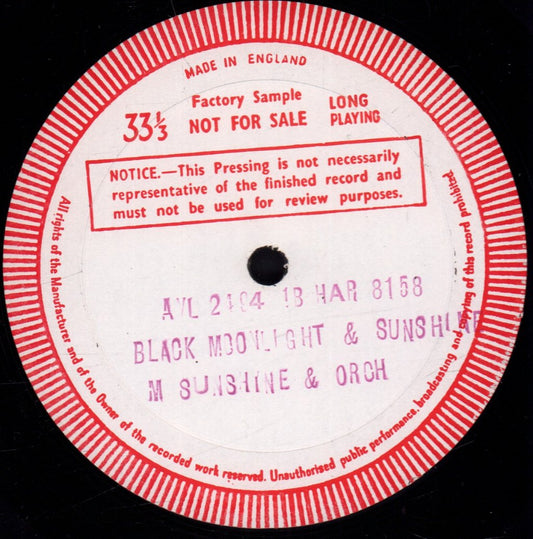 MADE IN ENGLAND
Factory Sample
33⅓ NOT FOR SALE
LONG PLAYING
NOTICE.—This Pressing is not necessarily
representative of the finished record and
must not be used for review purposes.
1B HAR 8158
BLACK MOONLIGHT & SUNSHINE
M SUNSHINE & ORCH
All rights of the Manufacturer and of the Owner of the recorded work reserved. Unauthorised public performance, broadcasting and copying of this record prohibited.